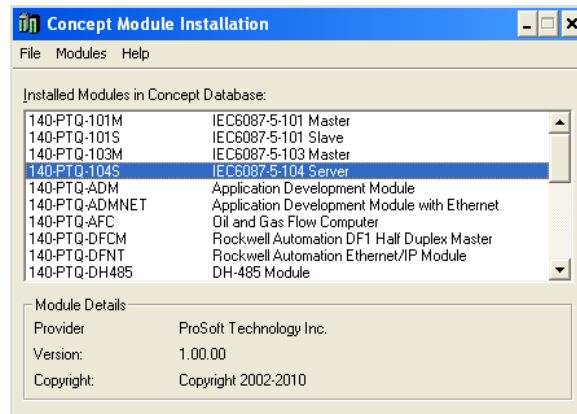 Concept Module Installation
File Modules Help
Installed Modules in Concept Database:
140-PTQ-101M IEC6087-5-101 Master
140-PTQ-101S IEC6087-5-101 Slave
140-PTQ-103M IEC6087-5-103 Master
140-PTQ-104S IEC6087-5-104 Server
140-PTQ-ADM Application Development Module
140-PTQ-ADMNET Application Development Module with Ethernet
140-PTQ-AFC Oil and Gas Flow Computer
140-PTQ-DFCM Rockwell Automation DF1 Half Duplex Master
140-PTQ-DFNT Rockwell Automation Ethernet/IP Module
140-PTQ-DH485 DH-485 Module
Module Details
Provider ProSoft Technology Inc.
Version: 1.00.00
Copyright: Copyright 2002-2010